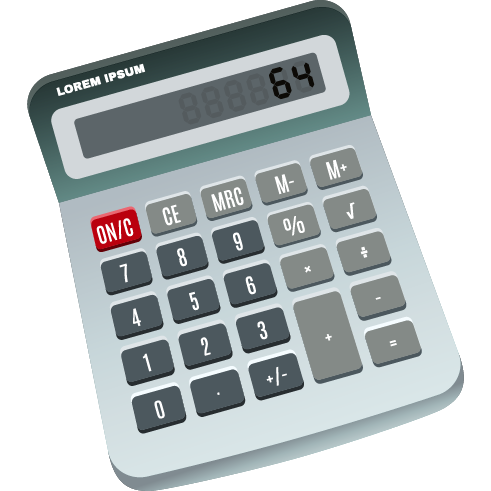 LOREM IPSUM
64
ON/C CE MRC M- M+
7 8 9 % √
4 5 6 × ÷
1 2 3 + -
0 . +/- =